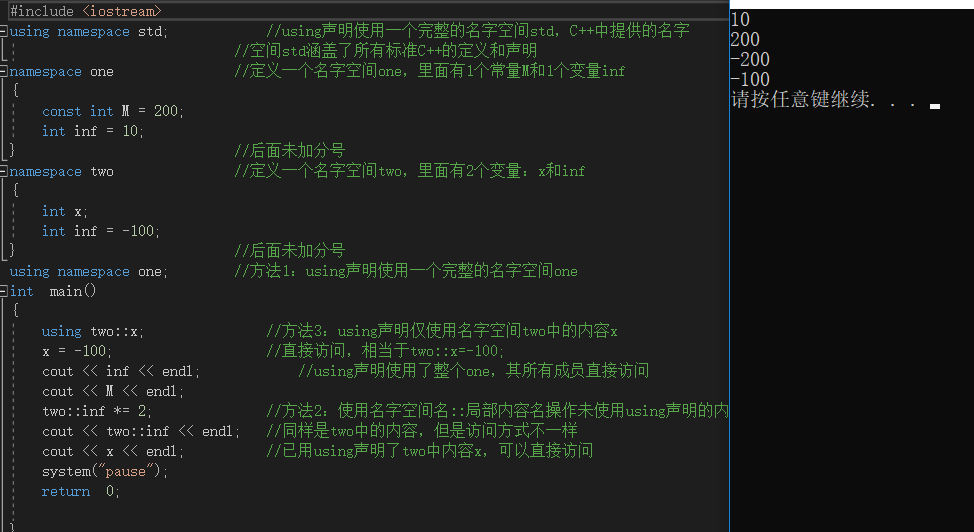 #include <iostream>
using namespace std; //using声明使用一个完整的名字空间std，C++中提供的名字
//空间std涵盖了所有标准C++的定义和声明
namespace one //定义一个名字空间one，里面有1个常量M和1个变量inf
{
const int M = 200;
int inf = 10;
} //后面未加分号
namespace two //定义一个名字空间two，里面有2个变量：x和inf
{
int x;
int inf = -100;
} //后面未加分号
using namespace one; //方法1：using声明使用一个完整的名字空间one
int main()
{
using two::x; //方法3：using声明仅使用名字空间two中的内容x
x = -100; //直接访问，相当于two::x=-100;
cout << inf << endl; //using声明使用了整个one，其所有成员直接访问
cout << M << endl;
two::inf *= 2; //方法2：使用名字空间名::局部内容名操作未使用using声明的内
cout << two::inf << endl; //同样是two中的内容，但是访问方式不一样
cout << x << endl; //已用using声明了two中内容x，可以直接访问
system("pause");
return 0;
}
10
200
-200
-100
请按任意键继续. . .